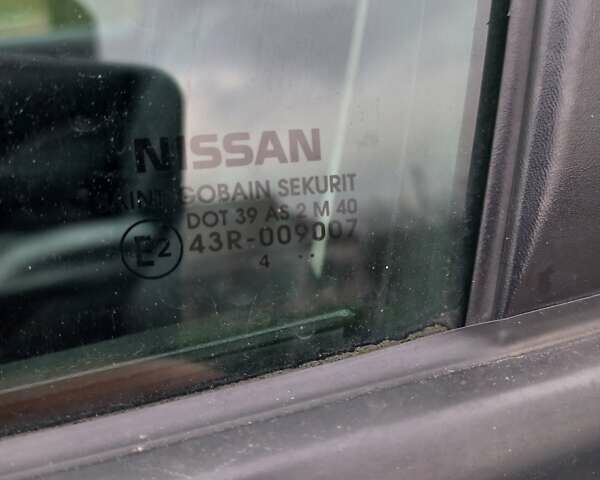 NISSAN
SAINT-GOBAIN SEKURIT
DOT 39 AS 2 M 40
E2 43R-009007
4 ..